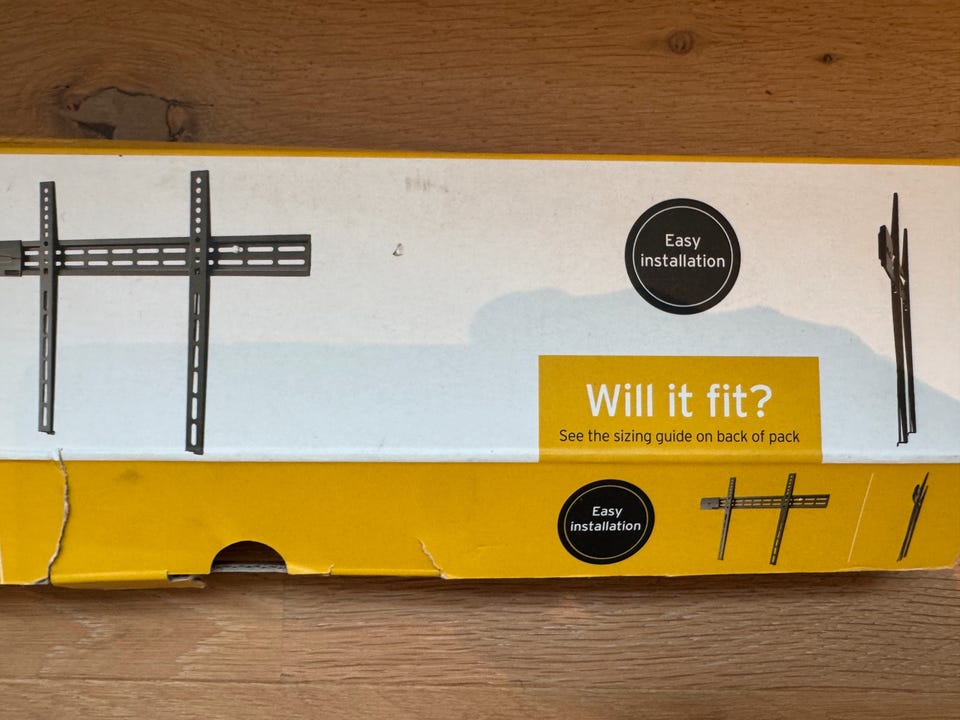 Easy
installation
Will it fit?
See the sizing guide on back of pack
Easy
installation